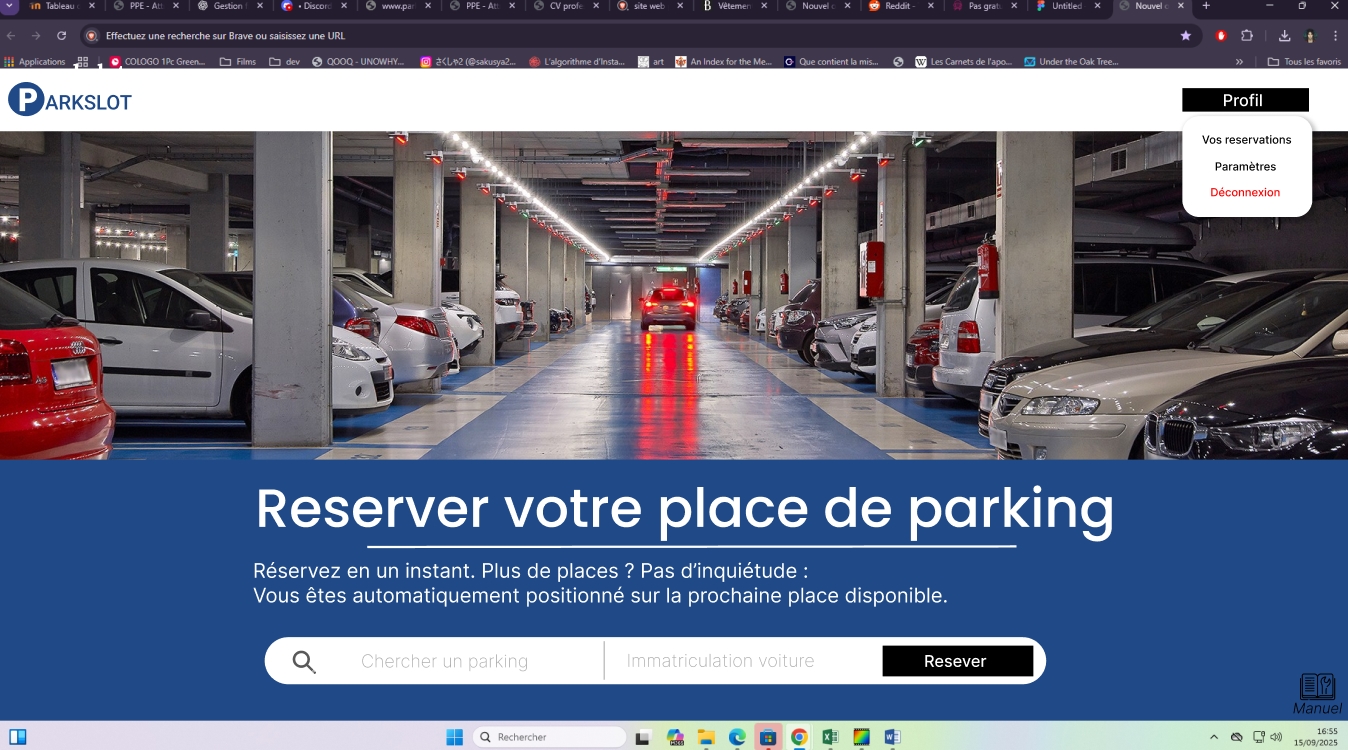 Tableau
PPE - Att
Gestion
• Discord
www.par
PPE - Att
CV profe
site web
Vêtemen
Nouvel o
Reddit -
Pas gratu
Untitled
Nouvel o
Effectuez une recherche sur Brave ou saisissez une URL
Applications
COLOGO 1Pc Green...
Films
dev
QOOQ - UNOWHY...
さくしや2 (@sakusya2...
L'algorithme d'Insta...
art
An Index for the Me...
Que contient la mis...
Les Carnets de l'apo...
Under the Oak Tree...
Tous les favoris
PARKSLOT
Profil
Vos reservations
Paramètres
Déconnexion
Reserver votre place de parking
Réservez en un instant. Plus de places ? Pas d'inquiétude :
Vous êtes automatiquement positionné sur la prochaine place disponible.
Chercher un parking
Immatriculation voiture
Resever
Manuel
Rechercher
16:55
15/09/2025